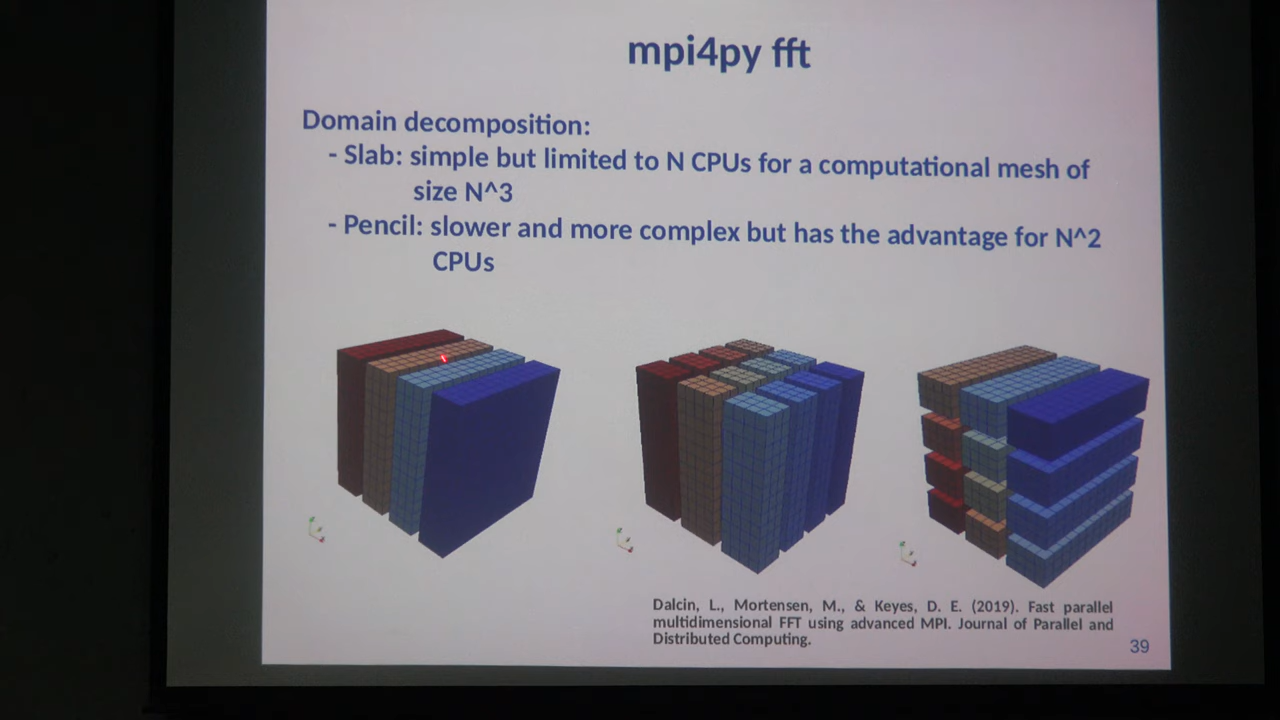 mpi4py fft
Domain decomposition:
- Slab: simple but limited to N CPUs for a computational mesh of
size N^3
- Pencil: slower and more complex but has the advantage for N^2
CPUs
Dalcin, L., Mortensen, M., & Keyes, D. E. (2019). Fast parallel
multidimensional FFT using advanced MPI. Journal of Parallel and
Distributed Computing.
39